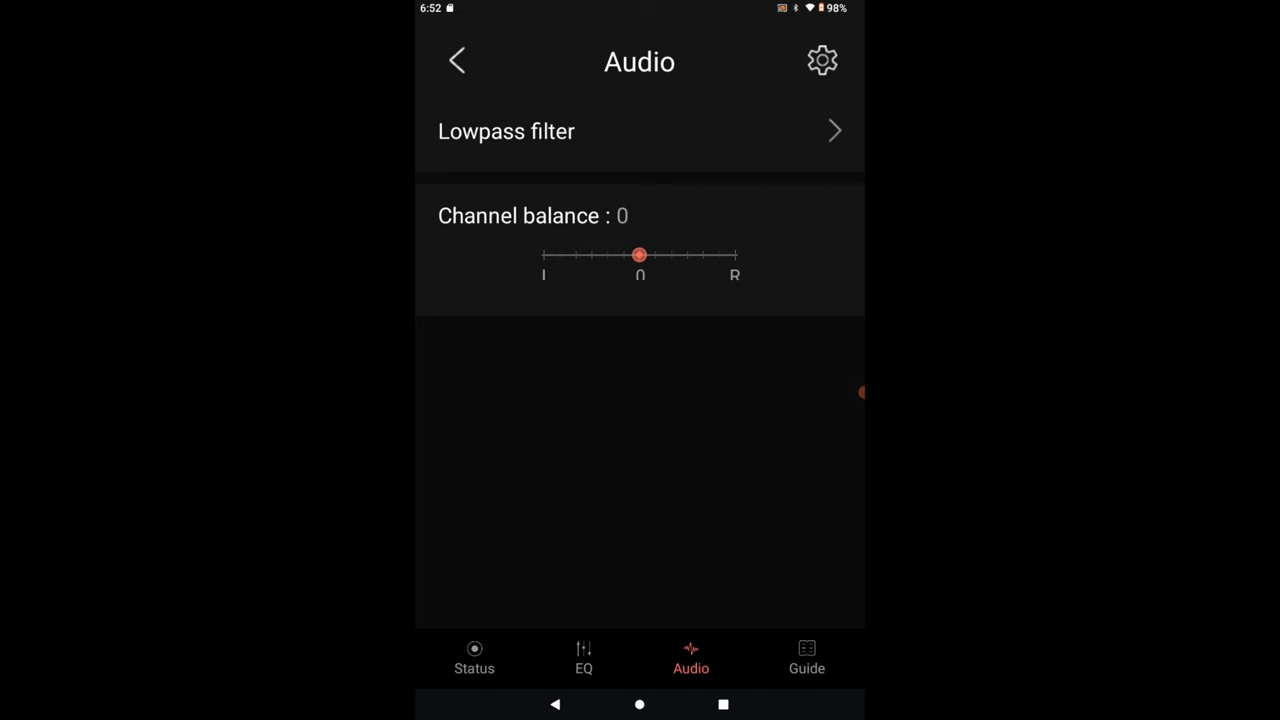 6:52 98%
Audio
Lowpass filter
Channel balance : 0
L 0 R
Status EQ Audio Guide